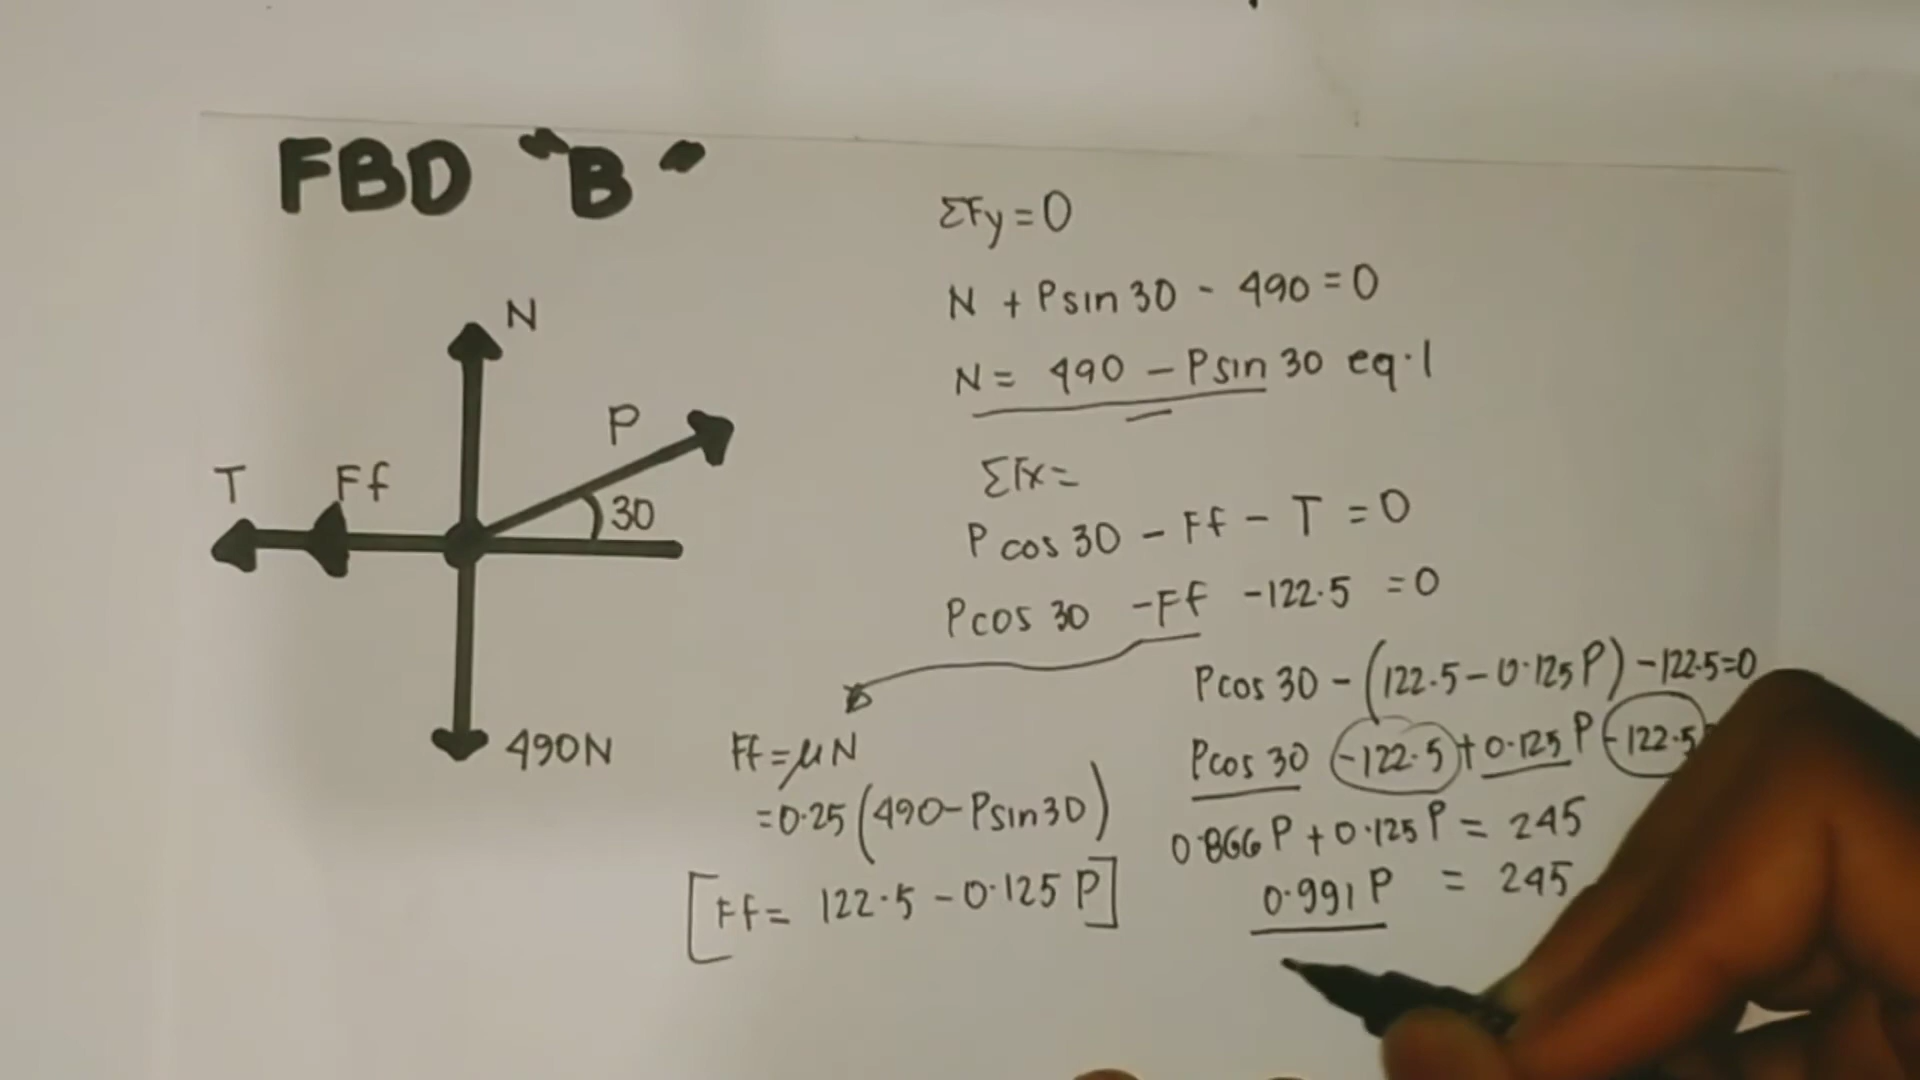 FBD "B"
N
P
T
Ff
30
490N
ΣFy = 0
N + Psin 30 - 490 = 0
N = 490 - Psin 30 eq.1
ΣFx =
P cos 30 - Ff - T = 0
Pcos 30 - Ff - 122.5 = 0
Ff = μN
= 0.25 (490 - Psin30)
[Ff = 122.5 - 0.125 P]
Pcos 30 - (122.5 - 0.125 P) - 122.5 = 0
Pcos 30 - 122.5 + 0.125 P - 122.5
0.866 P + 0.125 P = 245
0.991 P = 245